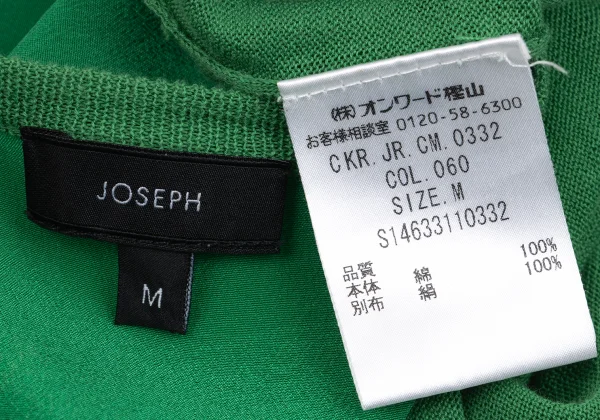 JOSEPH
M
(株)オンワード樫山
お客様相談室 0120-58-6300
CKR.JR.CM.0332
COL.060
SIZE.M
S14633110332
品質
本体 綿 100%
別布 絹 100%